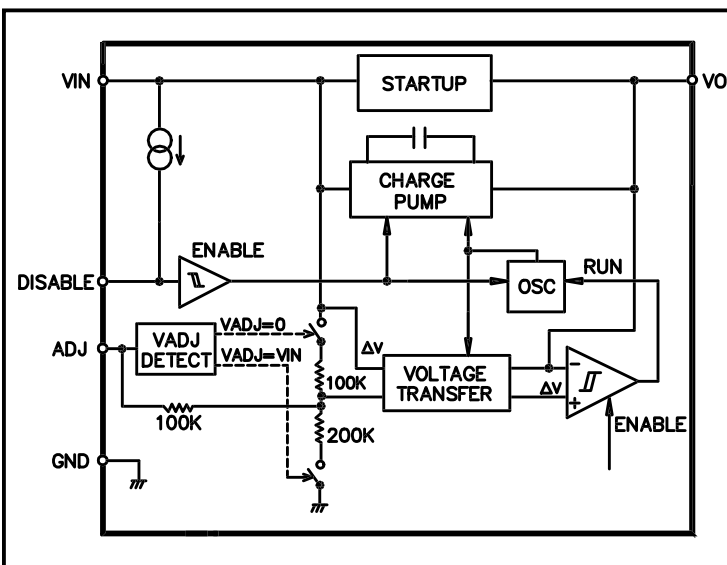 VIN
STARTUP
VO
CHARGE
PUMP
ENABLE
DISABLE
OSC
RUN
VADJ=0
ADJ
VADJ
DETECT
VADJ=VIN
ΔV
100K
VOLTAGE
TRANSFER
ΔV
-
+
100K
200K
ENABLE
GND